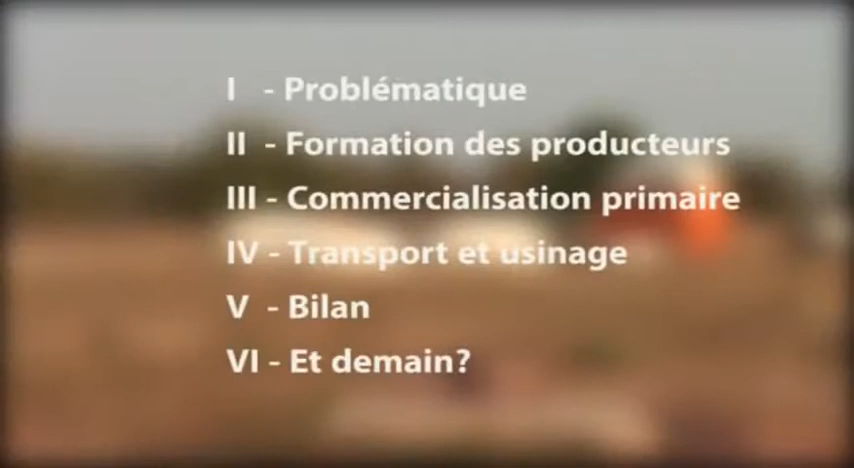 I - Problématique
II - Formation des producteurs
III - Commercialisation primaire
IV - Transport et usinage
V - Bilan
VI - Et demain?